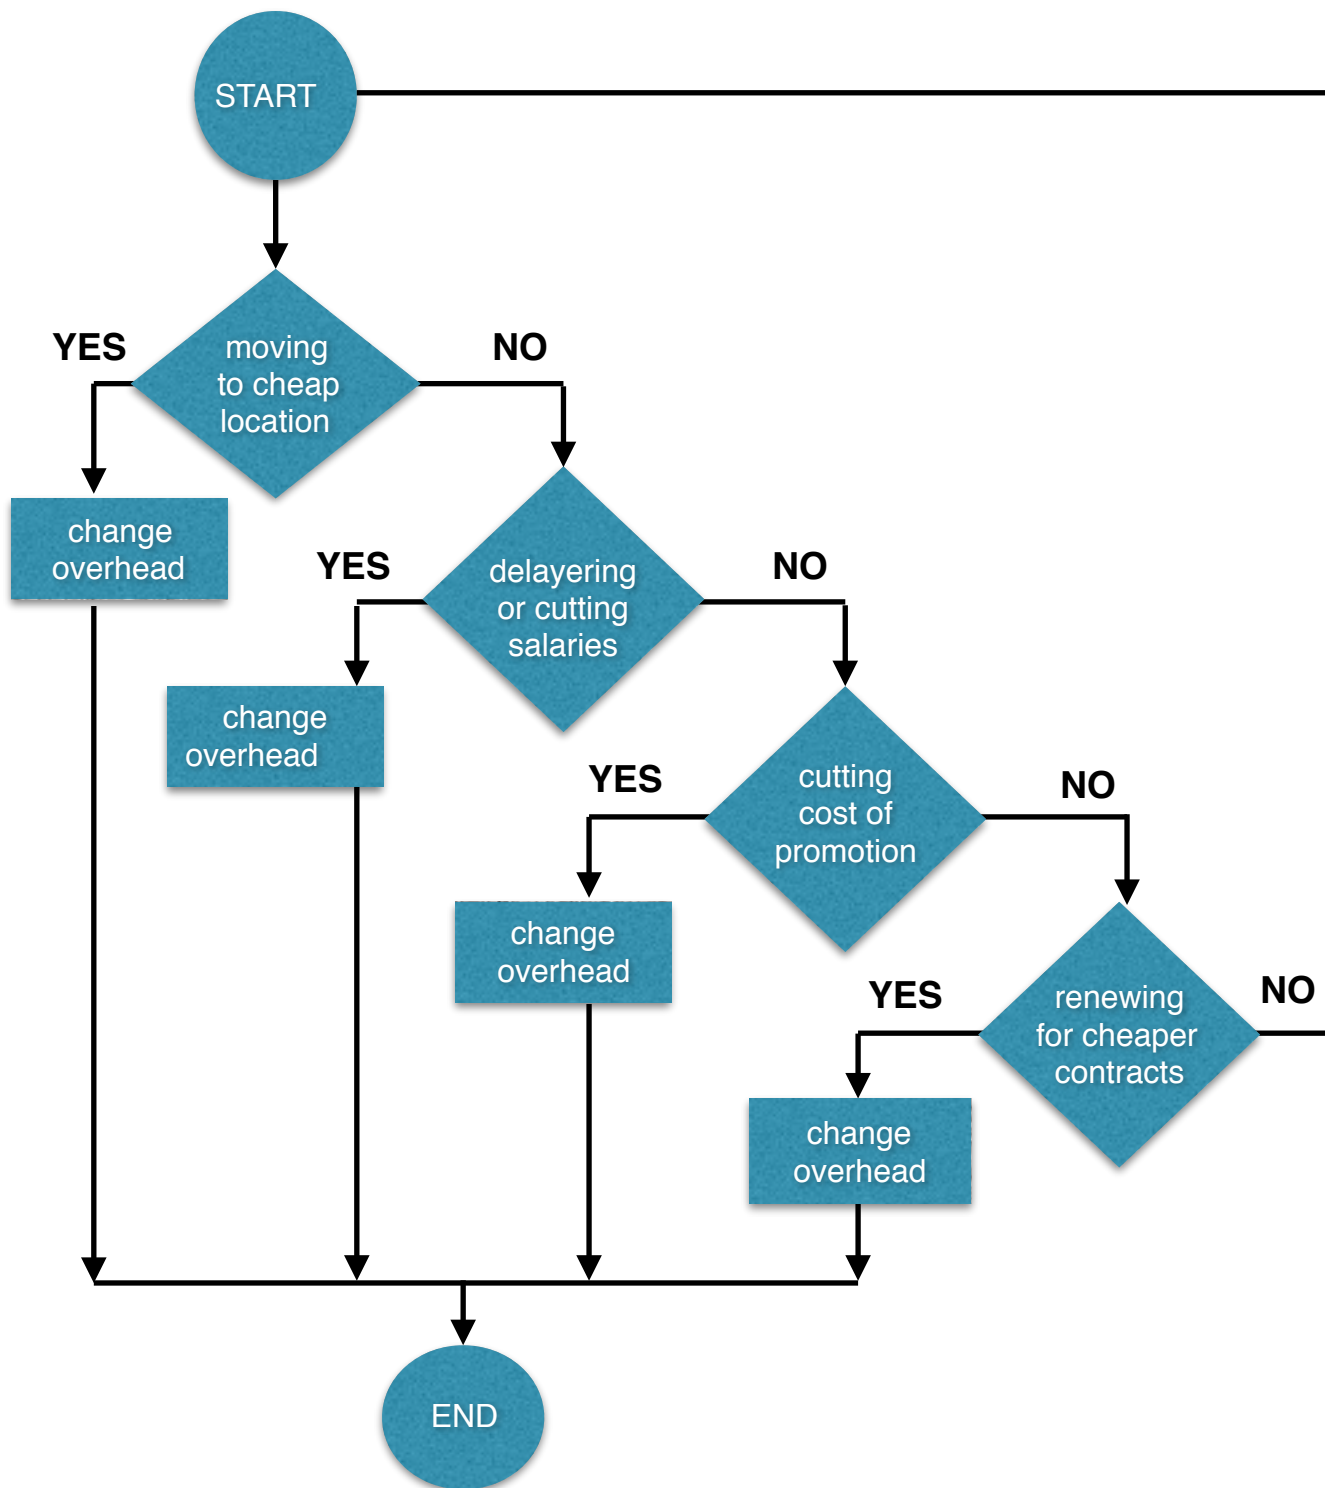 START
YES
NO
moving
to cheap
location
change
overhead
YES
NO
delayering
or cutting
salaries
change
overhead
YES
NO
cutting
cost of
promotion
change
overhead
YES
NO
renewing
for cheaper
contracts
change
overhead
END